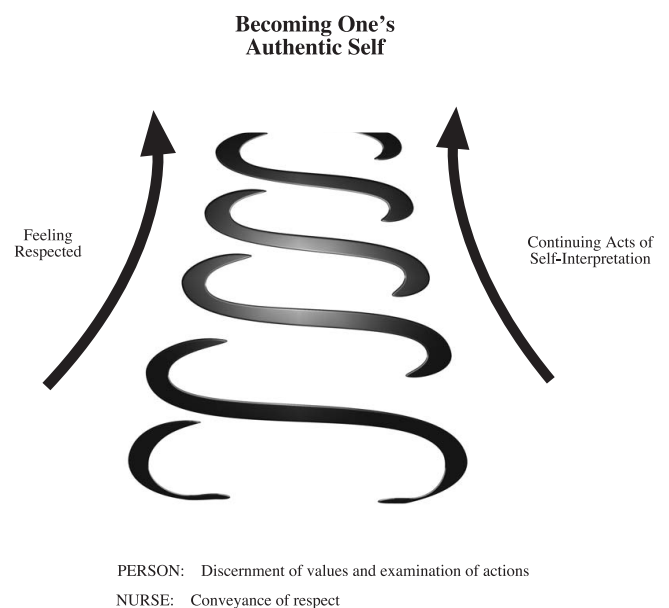 Becoming One's
Authentic Self
Feeling
Respected
Continuing Acts of
Self-Interpretation
PERSON: Discernment of values and examination of actions
NURSE: Conveyance of respect